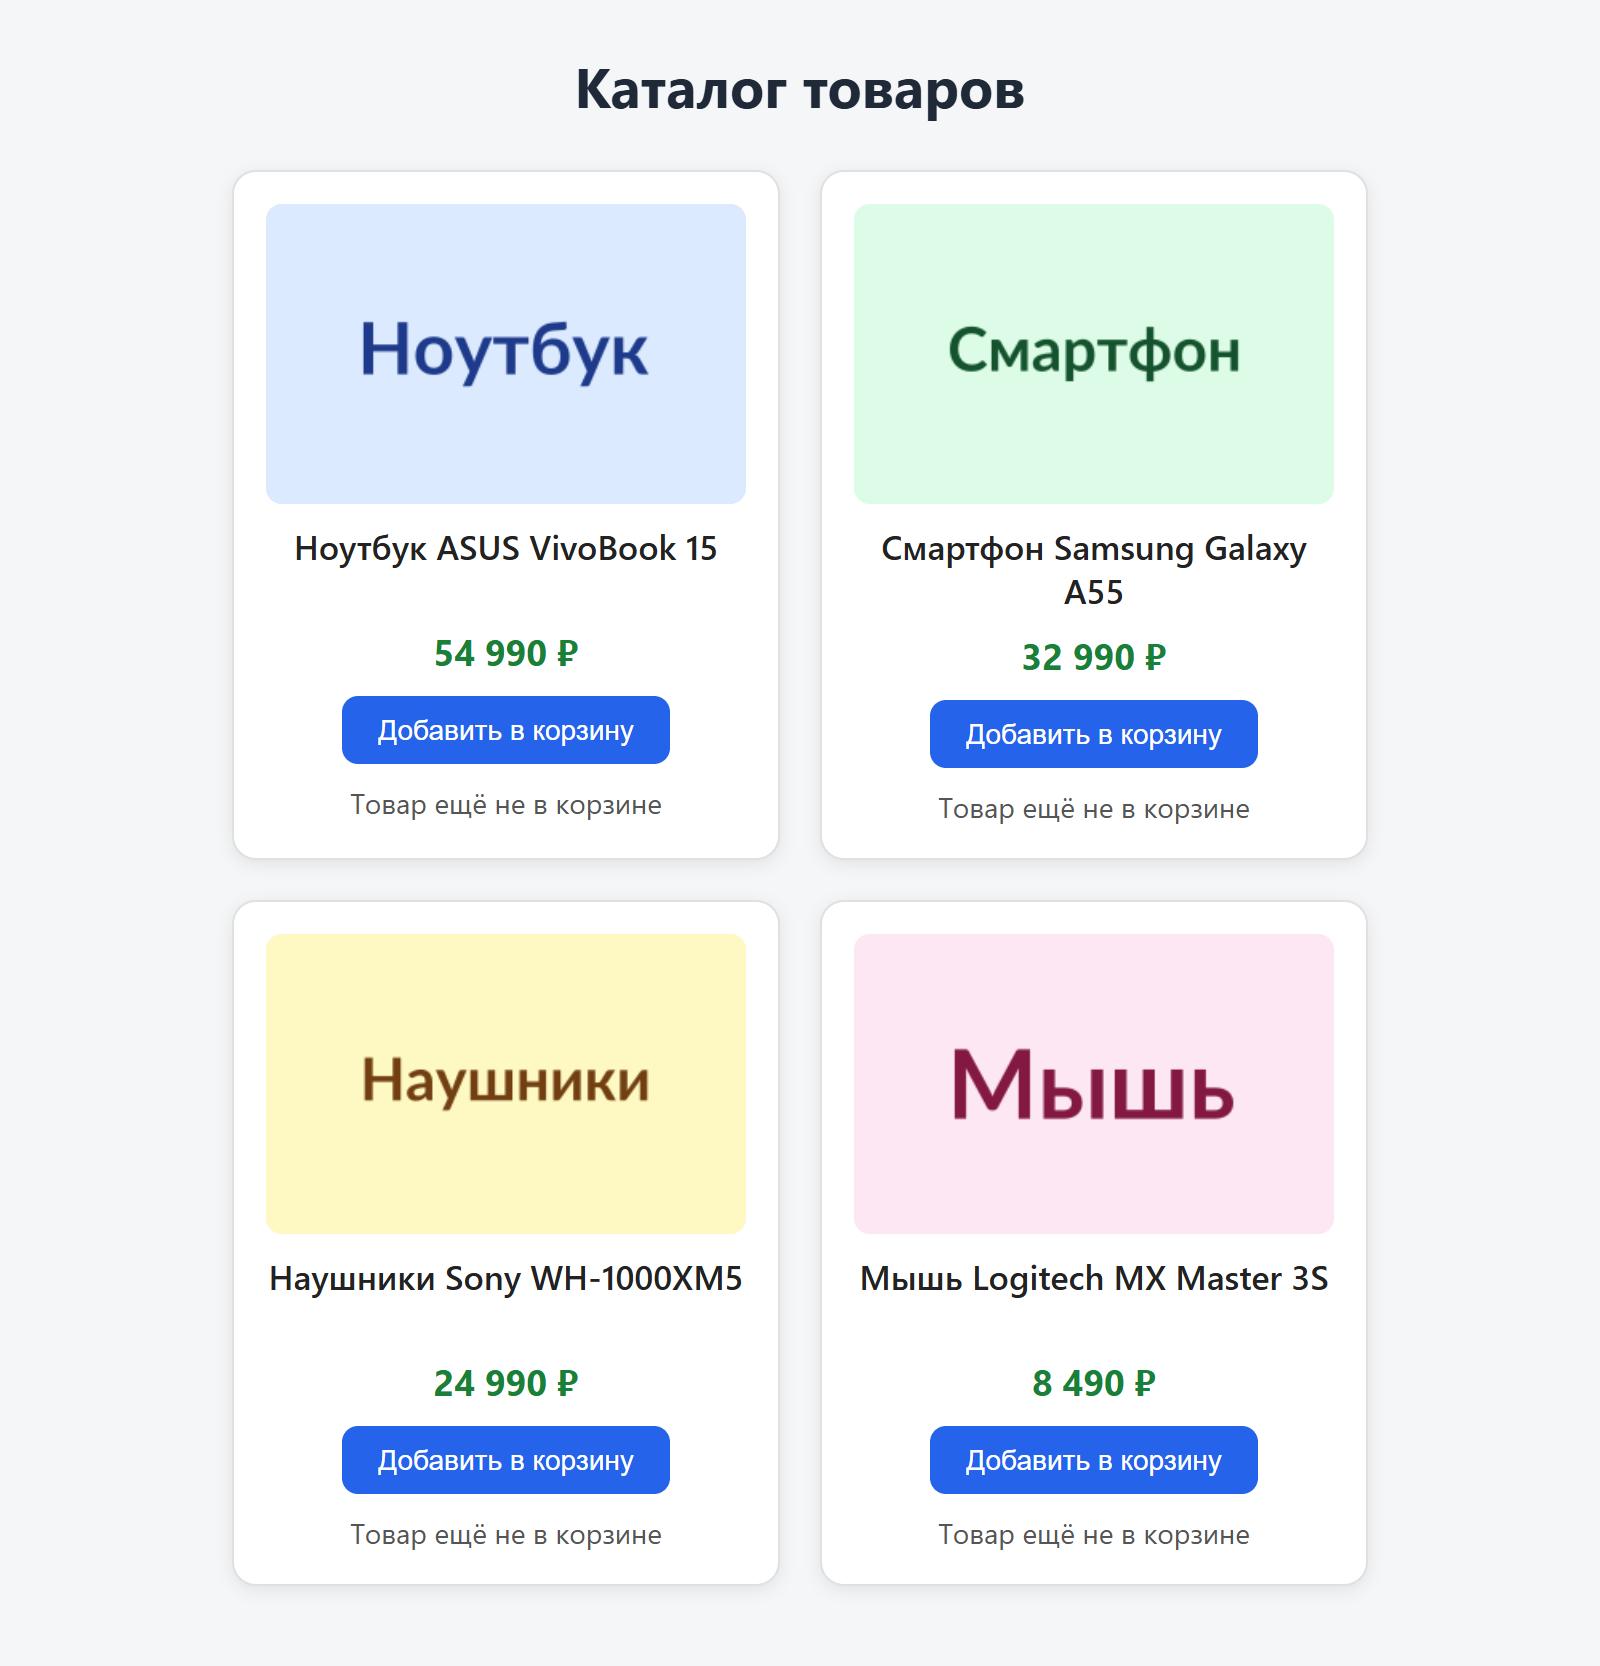 Каталог товаров
Ноутбук
Ноутбук ASUS VivoBook 15
54 990 ₽
Добавить в корзину
Товар ещё не в корзине
Смартфон
Смартфон Samsung Galaxy
A55
32 990 ₽
Добавить в корзину
Товар ещё не в корзине
Наушники
Наушники Sony WH-1000XM5
24 990 ₽
Добавить в корзину
Товар ещё не в корзине
Мышь
Мышь Logitech MX Master 3S
8 490 ₽
Добавить в корзину
Товар ещё не в корзине